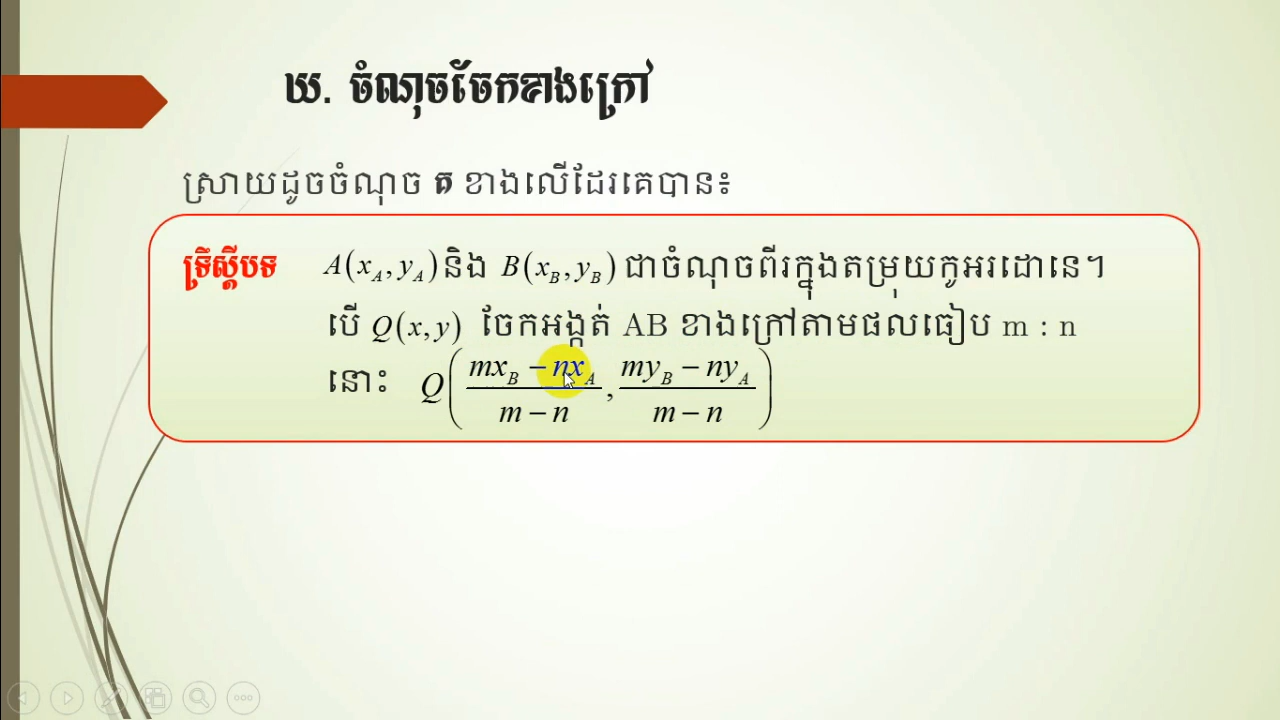 ឃ. ចំណុចចែកខាងក្រៅ
ស្រាយដូចចំណុច គ ខាងលើដែរគេបាន៖
ទ្រឹស្តីបទ A(x_A, y_A) និង B(x_B, y_B) ជាចំណុចពីរក្នុងតម្រុយកូអរដោនេ។
បើ Q(x, y) ចែកអង្កត់ AB ខាងក្រៅតាមផលធៀប m : n
នោះ Q((mx_B − nx_A)/(m − n), (my_B − ny_A)/(m − n))